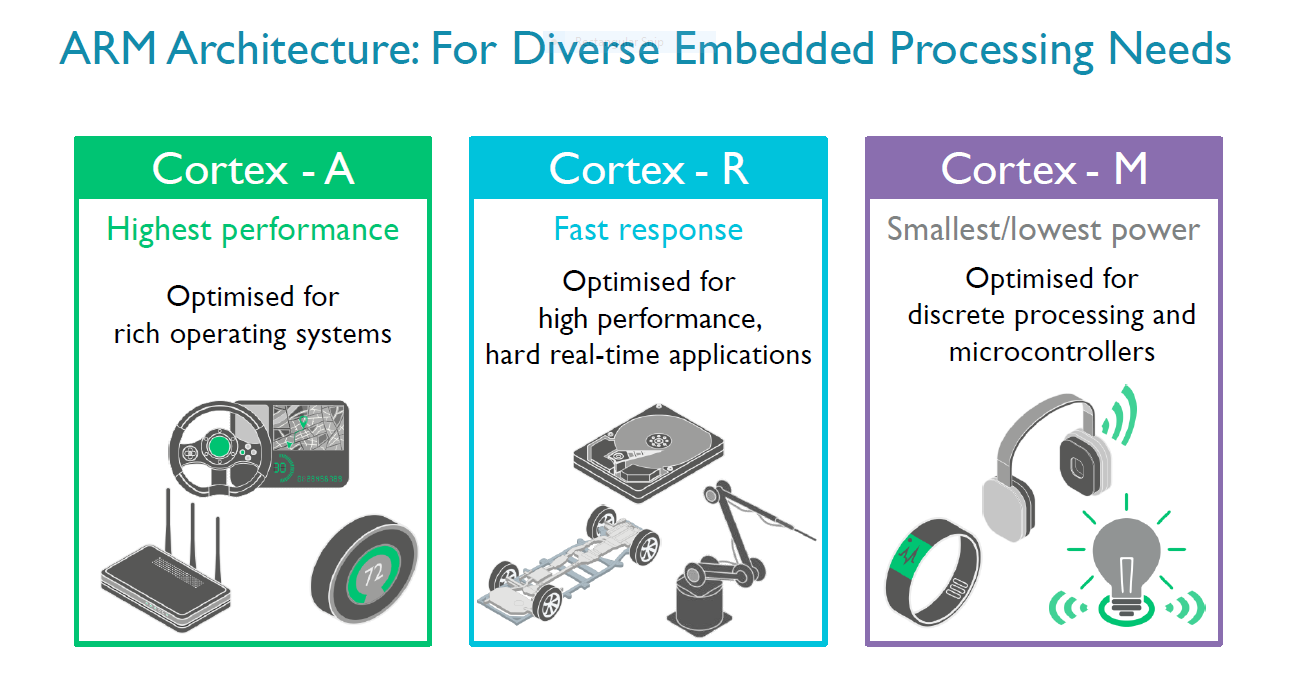 ARM Architecture: For Diverse Embedded Processing Needs
Cortex - A
Highest performance
Optimised for
rich operating systems
30
72
Cortex - R
Fast response
Optimised for
high performance,
hard real-time applications
Cortex - M
Smallest/lowest power
Optimised for
discrete processing and
microcontrollers